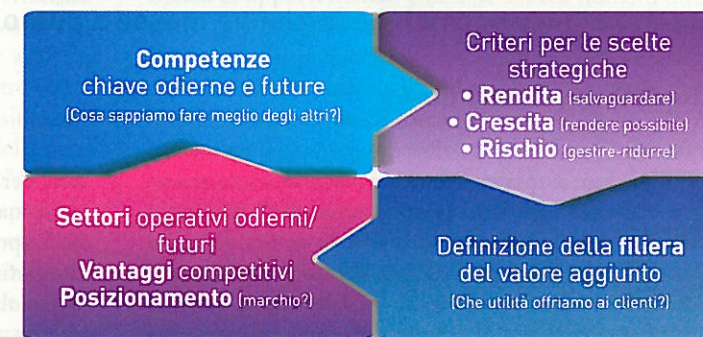 Competenze
chiave odierne e future
(Cosa sappiamo fare meglio degli altri?)
Criteri per le scelte
strategiche
• Rendita (salvaguardare)
• Crescita (rendere possibile)
• Rischio (gestire-ridurre)
Settori operativi odierni/
futuri
Vantaggi competitivi
Posizionamento (marchio?)
Definizione della filiera
del valore aggiunto
(Che utilità offriamo ai clienti?)